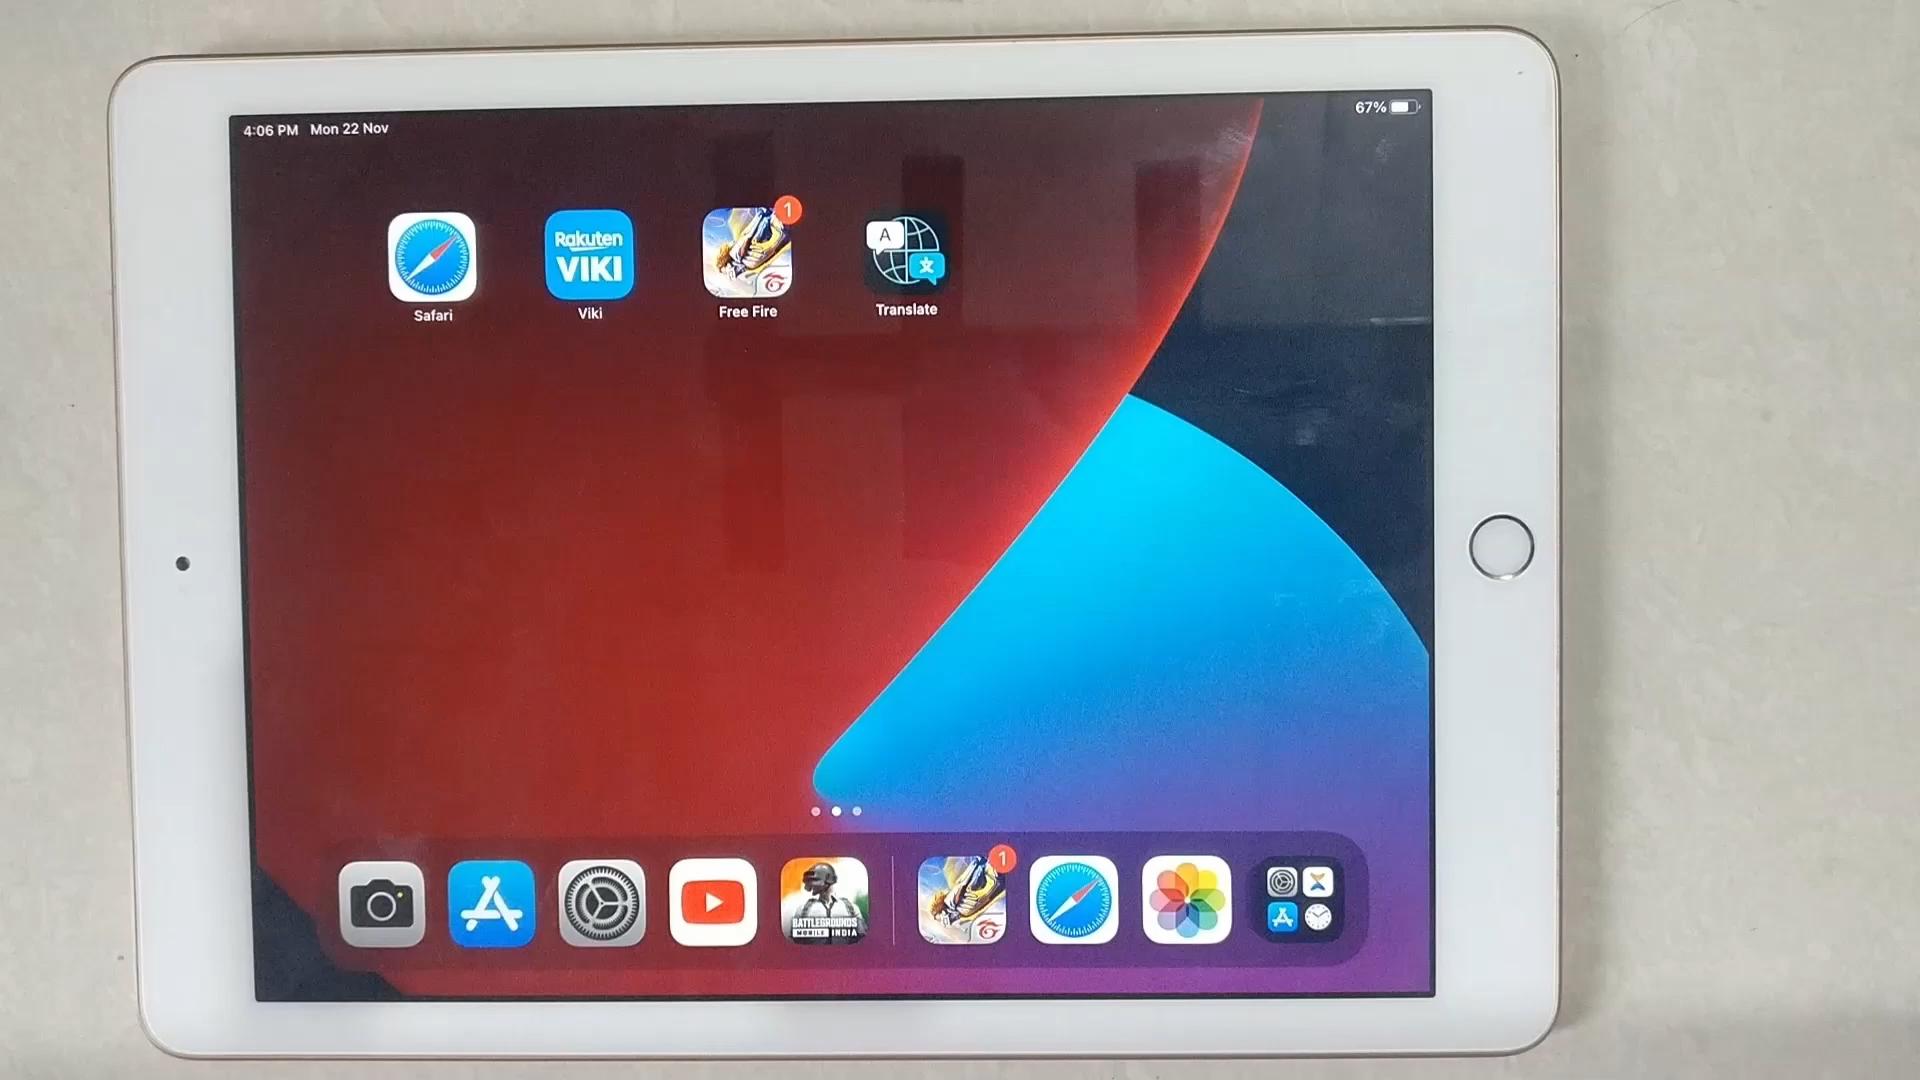 4:06 PM Mon 22 Nov
67%
1
Rakuten
VIKI
A
文
Safari
Viki
Free Fire
Translate
1
BATTLEGROUNDS
MOBILE INDIA